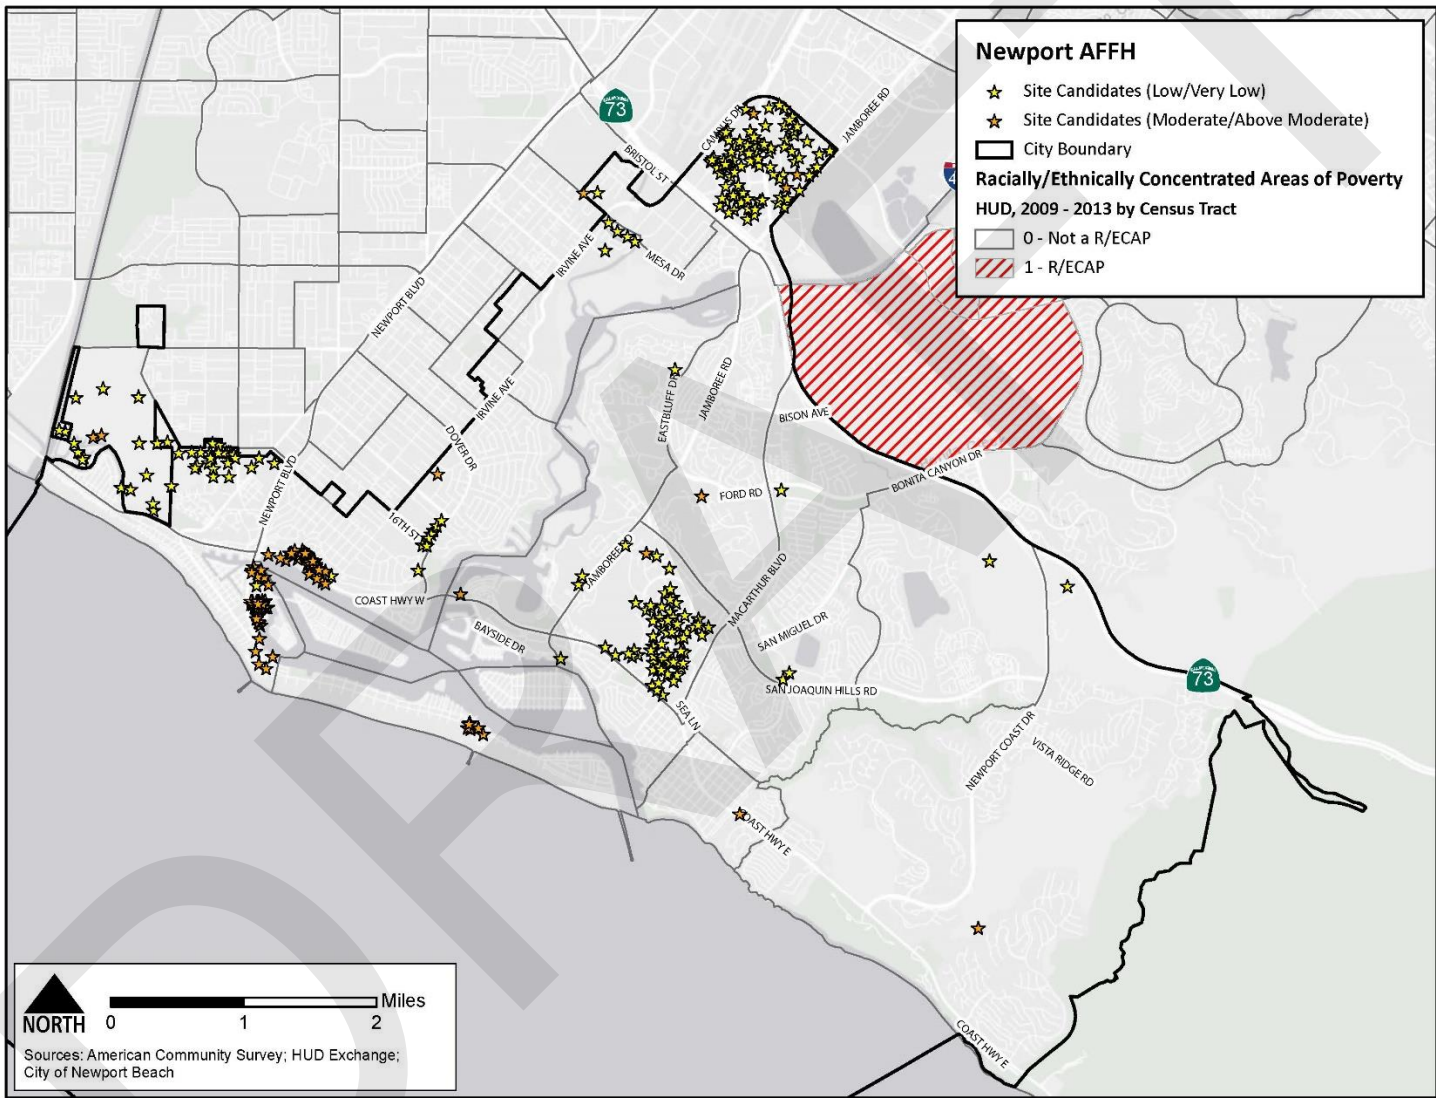 Newport AFFH
Site Candidates (Low/Very Low)
Site Candidates (Moderate/Above Moderate)
City Boundary
Racially/Ethnically Concentrated Areas of Poverty
HUD, 2009 - 2013 by Census Tract
0 - Not a R/ECAP
1 - R/ECAP
73
CAMPUS DR
JAMBOREE RD
BRISTOL ST
4
IRVINE AVE
MESA DR
NEWPORT BLVD
EASTBLUFF DR
JAMBOREE RD
IRVINE AVE
BISON AVE
DOVER DR
BONITA CANYON DR
NEWPORT BLVD
FORD RD
16TH ST
JAMBOREE RD
MACARTHUR BLVD
COAST HWY W
BAYSIDE DR
SAN MIGUEL DR
73
SAN JOAQUIN HILLS RD
SEA LN
NEWPORT COAST DR
VISTA RIDGE RD
COAST HWY E
COAST HWY E
NORTH
0 1 2 Miles
Sources: American Community Survey; HUD Exchange;
City of Newport Beach
DRAFT